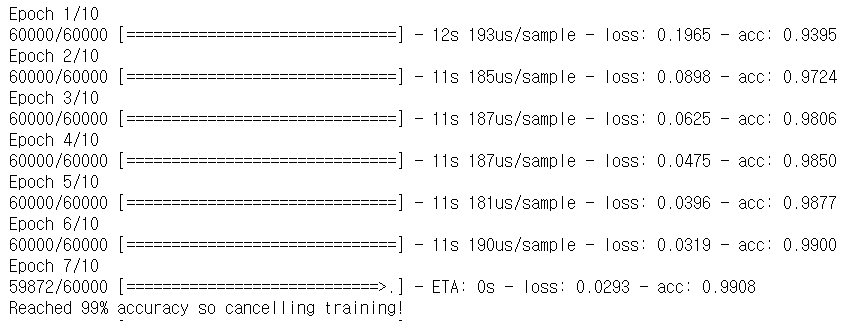 Epoch 1/10
60000/60000 [==============================] - 12s 193us/sample - loss: 0.1965 - acc: 0.9395
Epoch 2/10
60000/60000 [==============================] - 11s 185us/sample - loss: 0.0898 - acc: 0.9724
Epoch 3/10
60000/60000 [==============================] - 11s 187us/sample - loss: 0.0625 - acc: 0.9806
Epoch 4/10
60000/60000 [==============================] - 11s 187us/sample - loss: 0.0475 - acc: 0.9850
Epoch 5/10
60000/60000 [==============================] - 11s 181us/sample - loss: 0.0396 - acc: 0.9877
Epoch 6/10
60000/60000 [==============================] - 11s 190us/sample - loss: 0.0319 - acc: 0.9900
Epoch 7/10
59872/60000 [============================>.] - ETA: 0s - loss: 0.0293 - acc: 0.9908
Reached 99% accuracy so cancelling training!